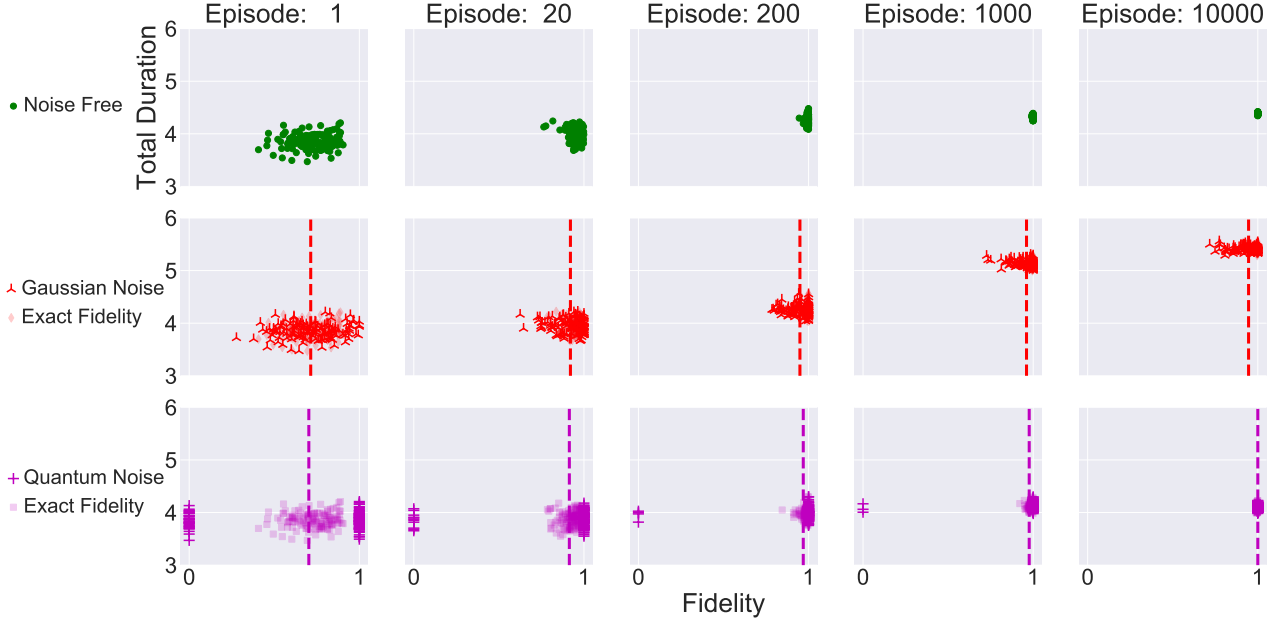 Episode: 1
Episode: 20
Episode: 200
Episode: 1000
Episode: 10000
Total Duration
6
5
4
3
Noise Free
6
5
4
3
Gaussian Noise
Exact Fidelity
6
5
4
3
Quantum Noise
Exact Fidelity
0 1
0 1
0 1
0 1
0 1
Fidelity